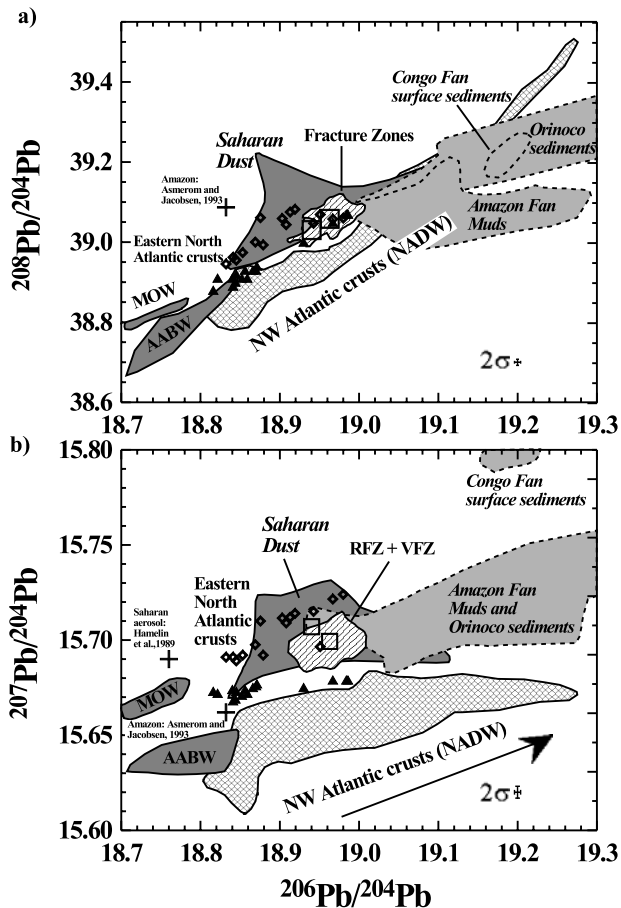 a)
39.4
39.2
39.0
38.8
38.6
208Pb/204Pb
Congo Fan
surface sediments
Orinoco
sediments
Saharan
Dust
Fracture Zones
Amazon:
Asmerom and
Jacobsen, 1993
Amazon Fan
Muds
Eastern North
Atlantic crusts
NW Atlantic crusts (NADW)
MOW
AABW
2σ
18.7
18.8
18.9
19.0
19.1
19.2
19.3
b)
15.80
15.75
15.70
15.65
15.60
207Pb/204Pb
Congo Fan
surface sediments
Saharan
Dust
RFZ + VFZ
Eastern
North
Atlantic
crusts
Amazon Fan
Muds and
Orinoco sediments
Saharan
aerosol:
Hamelin
et al.,1989
MOW
Amazon: Asmerom and
Jacobsen, 1993
AABW
NW Atlantic crusts (NADW)
2σ
18.7
18.8
18.9
19.0
19.1
19.2
19.3
206Pb/204Pb